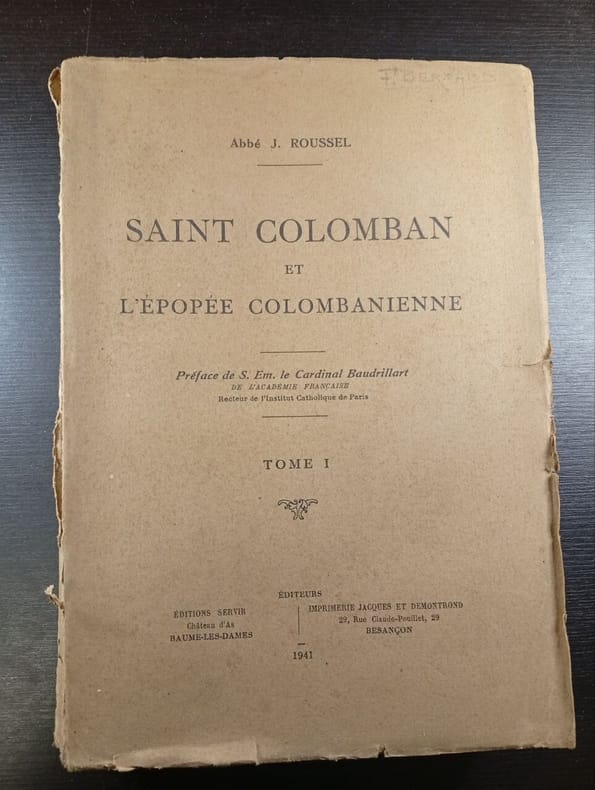 F. BERNARD
Abbé J. ROUSSEL
SAINT COLOMBAN
ET
L'ÉPOPÉE COLOMBANIENNE
Préface de S. Em. le Cardinal Baudrillart
DE L'ACADÉMIE FRANÇAISE
Recteur de l'Institut Catholique de Paris
TOME I
ÉDITEURS
ÉDITIONS SERVIR
Château d'As
BAUME-LES-DAMES
IMPRIMERIE JACQUES ET DEMONTROND
29, Rue Claude-Pouillet, 29
BESANÇON
1941